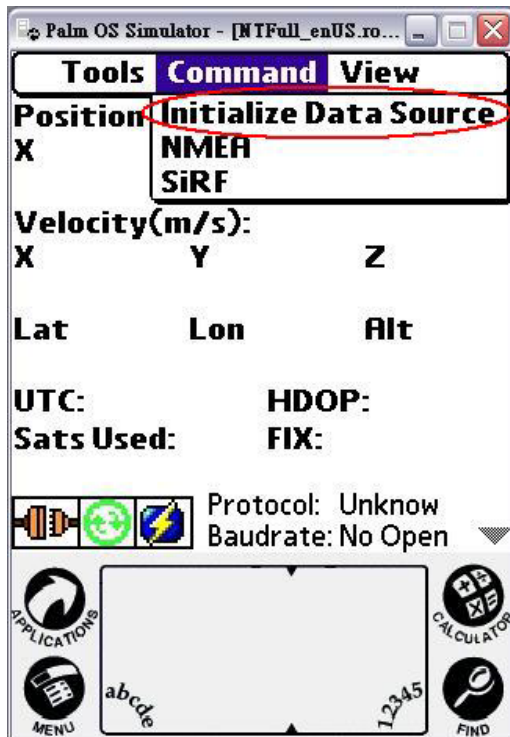 Palm OS Simulator - [NTFull_enUS.ro...
Tools Command View
Position Initialize Data Source
X NMEA
SiRF
Velocity(m/s):
X Y Z
Lat Lon Alt
UTC: HDOP:
Sats Used: FIX:
Protocol: Unknow
Baudrate: No Open
APPLICATIONS
CALCULATOR
abcde
12345
MENU
FIND